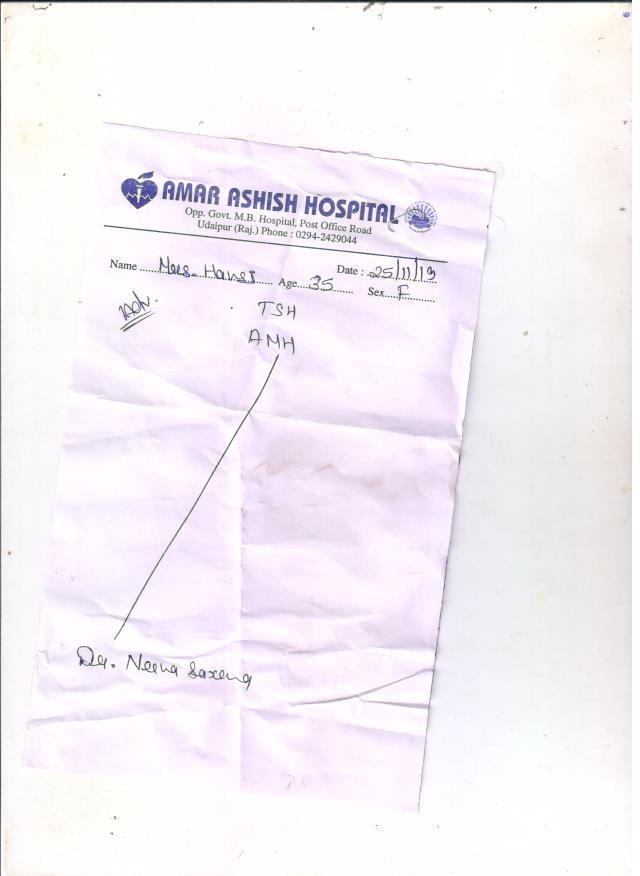 AMAR ASHISH HOSPITAL
Opp. Govt. M.B. Hospital, Post Office Road
Udaipur (Raj.) Phone : 0294-2429044
Name ........ Mrs. ........ Age....35........ Date : 25/11/19
Sex...F............
Adv.
TSH
AMH
Dr. Neena Saxena